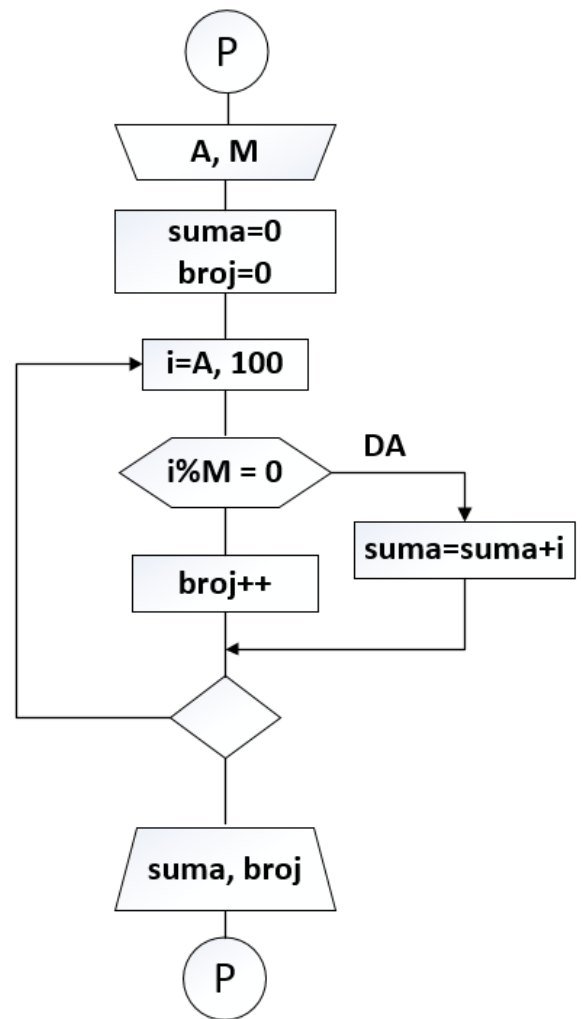 P
A, M
suma=0
broj=0
i=A, 100
i%M = 0
DA
suma=suma+i
broj++
suma, broj
P